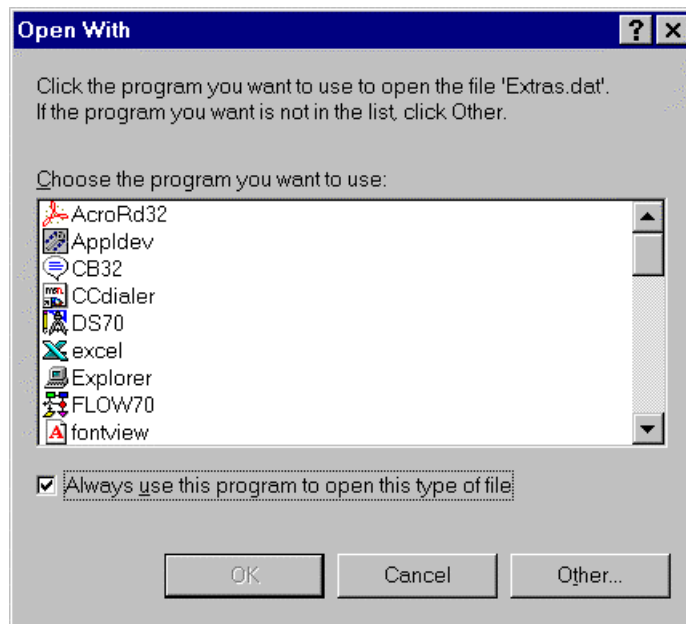 Open With
Click the program you want to use to open the file 'Extras.dat'.
If the program you want is not in the list, click Other.
Choose the program you want to use:
AcroRd32
Appldev
CB32
CCdialer
DS70
excel
Explorer
FLOW70
fontview
Always use this program to open this type of file
OK
Cancel
Other...